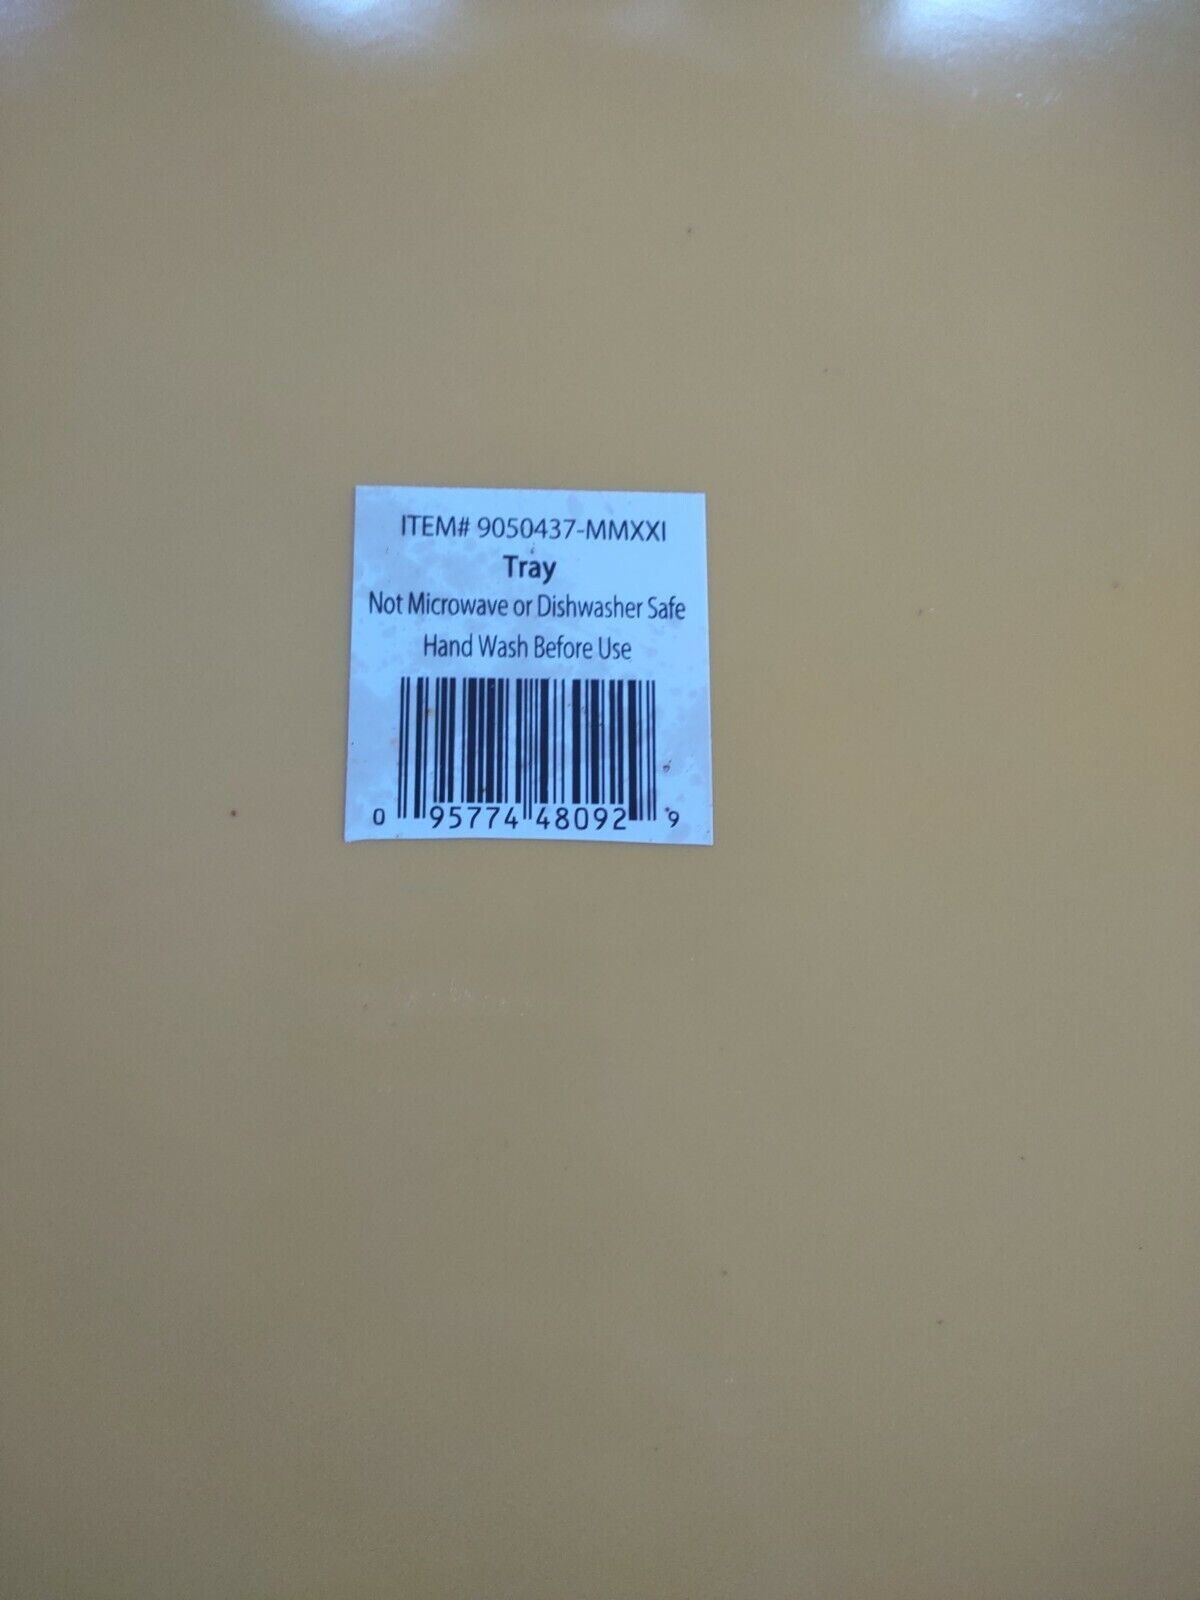 ITEM# 9050437-MMXXI
Tray
Not Microwave or Dishwasher Safe
Hand Wash Before Use
0 95774 48092 9